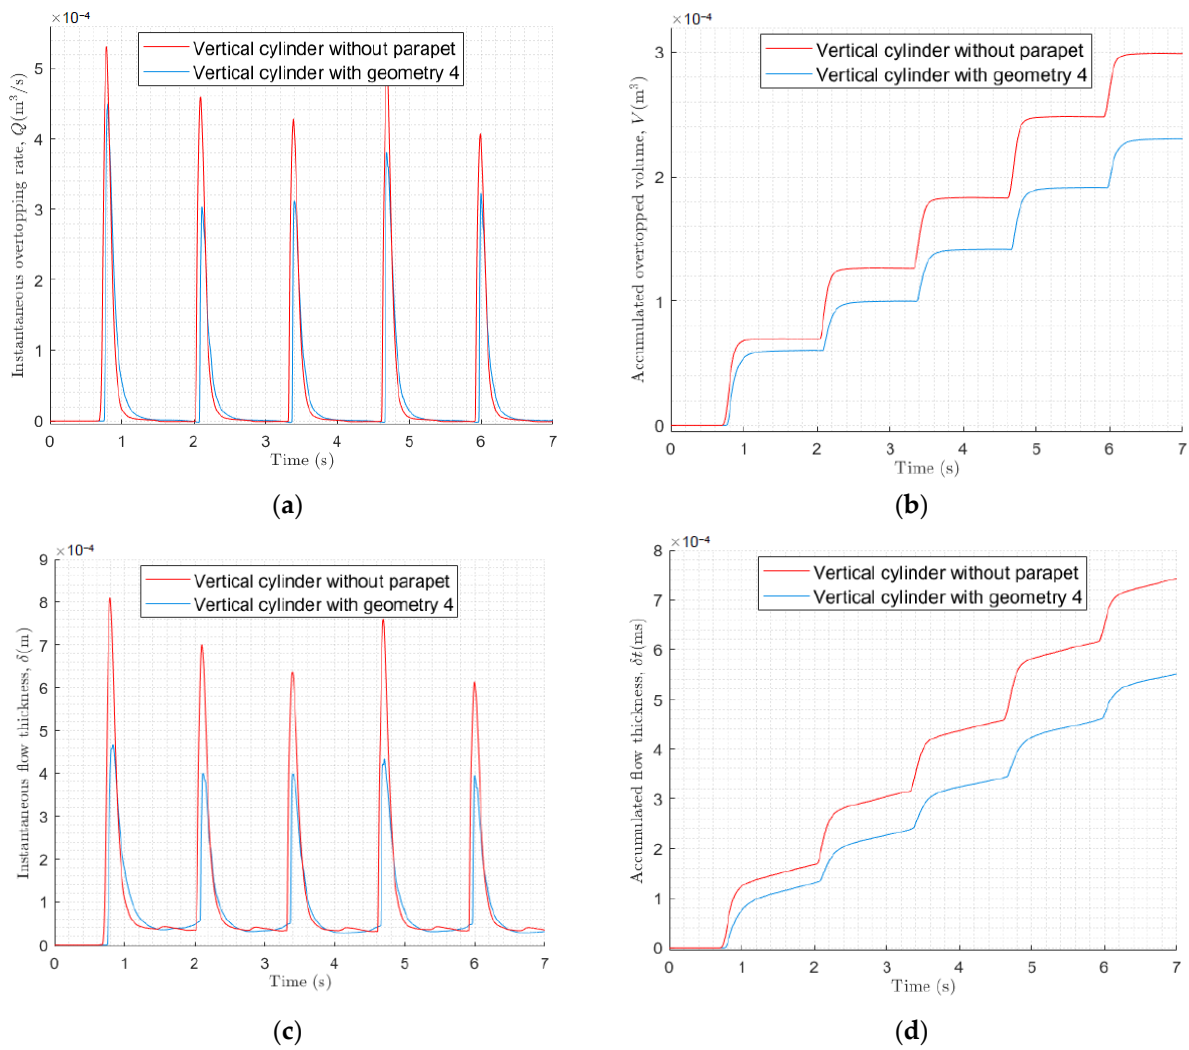 ×10⁻⁴
Vertical cylinder without parapet
Vertical cylinder with geometry 4
Instantaneous overtopping rate, Q(m³/s)
5
4
3
2
1
0
0 1 2 3 4 5 6 7
Time (s)
(a)
×10⁻⁴
Vertical cylinder without parapet
Vertical cylinder with geometry 4
Accumulated overtopped volume, V(m³)
3
2
1
0
0 1 2 3 4 5 6 7
Time (s)
(b)
×10⁻⁴
Vertical cylinder without parapet
Vertical cylinder with geometry 4
Instantaneous flow thickness, δ(m)
9
8
7
6
5
4
3
2
1
0
0 1 2 3 4 5 6 7
Time (s)
(c)
×10⁻⁴
Vertical cylinder without parapet
Vertical cylinder with geometry 4
Accumulated flow thickness, δt(ms)
8
7
6
5
4
3
2
1
0
0 1 2 3 4 5 6 7
Time (s)
(d)